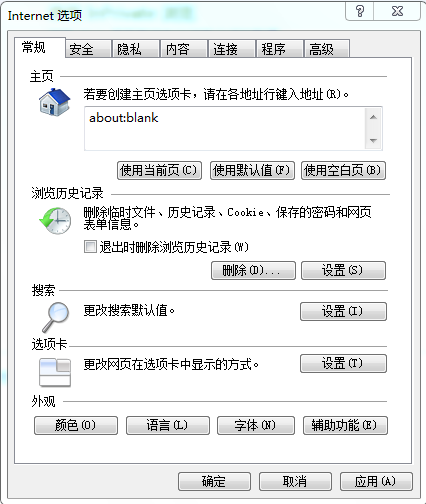 Internet 选项
常规 安全 隐私 内容 连接 程序 高级
主页
若要创建主页选项卡，请在各地址行键入地址(R)。
about:blank
使用当前页(C) 使用默认值(F) 使用空白页(B)
浏览历史记录
删除临时文件、历史记录、Cookie、保存的密码和网页
表单信息。
退出时删除浏览历史记录(W)
删除(D)... 设置(S)
搜索
更改搜索默认值。 设置(I)
选项卡
更改网页在选项卡中显示的方式。 设置(T)
外观
颜色(O) 语言(L) 字体(N) 辅助功能(E)
确定 取消 应用(A)